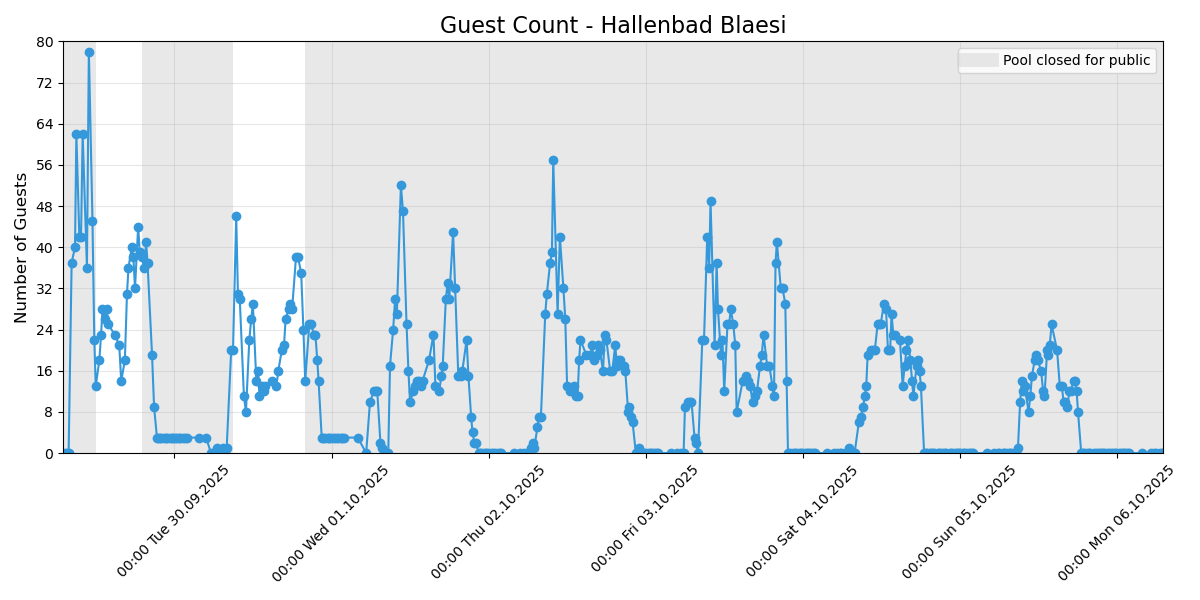 Guest Count - Hallenbad Blaesi
Pool closed for public
Number of Guests
80
72
64
56
48
40
32
24
16
8
0
00:00 Tue 30.09.2025
00:00 Wed 01.10.2025
00:00 Thu 02.10.2025
00:00 Fri 03.10.2025
00:00 Sat 04.10.2025
00:00 Sun 05.10.2025
00:00 Mon 06.10.2025